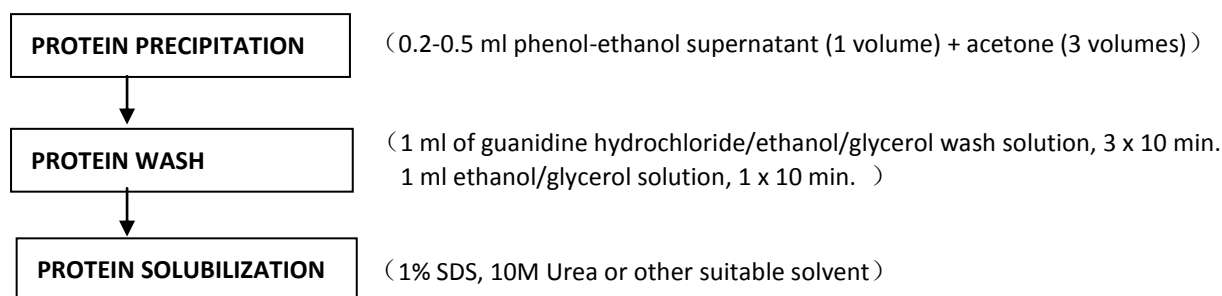 PROTEIN PRECIPITATION
（0.2-0.5 ml phenol-ethanol supernatant (1 volume) + acetone (3 volumes)）
PROTEIN WASH
（1 ml of guanidine hydrochloride/ethanol/glycerol wash solution, 3 x 10 min.
1 ml ethanol/glycerol solution, 1 x 10 min. ）
PROTEIN SOLUBILIZATION
（1% SDS, 10M Urea or other suitable solvent）